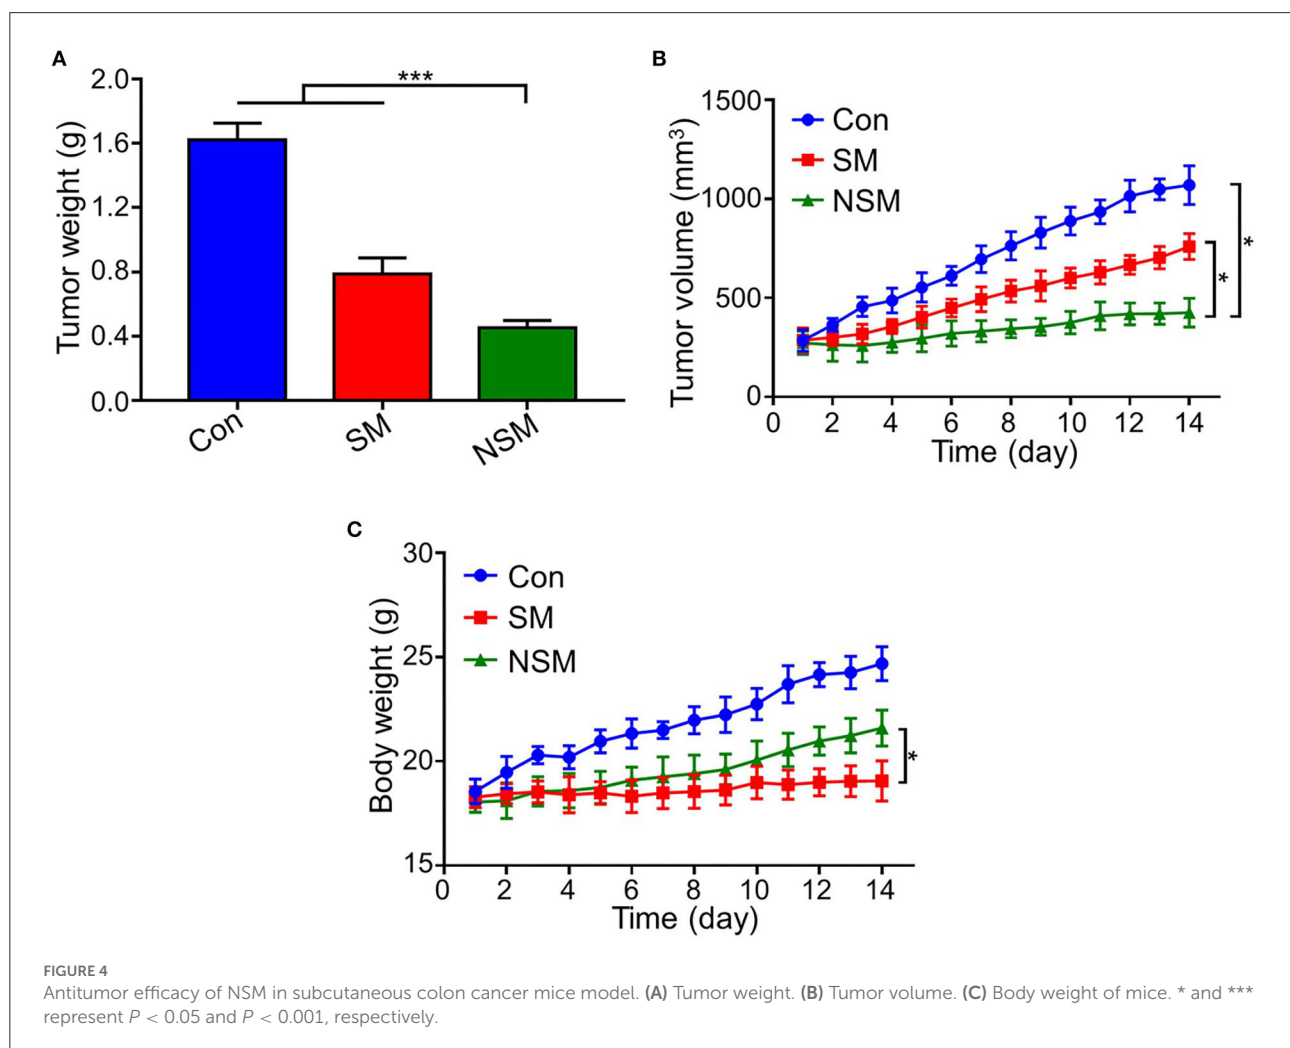 A
Tumor weight (g)
2.0
1.6
1.2
0.8
0.4
0.0
***
Con
SM
NSM
B
Tumor volume (mm³)
1500
1000
500
0
Con
SM
NSM
*
*
0 2 4 6 8 10 12 14
Time (day)
C
Body weight (g)
30
25
20
15
Con
SM
NSM
*
0 2 4 6 8 10 12 14
Time (day)
FIGURE 4
Antitumor efficacy of NSM in subcutaneous colon cancer mice model. (A) Tumor weight. (B) Tumor volume. (C) Body weight of mice. * and ***
represent P < 0.05 and P < 0.001, respectively.